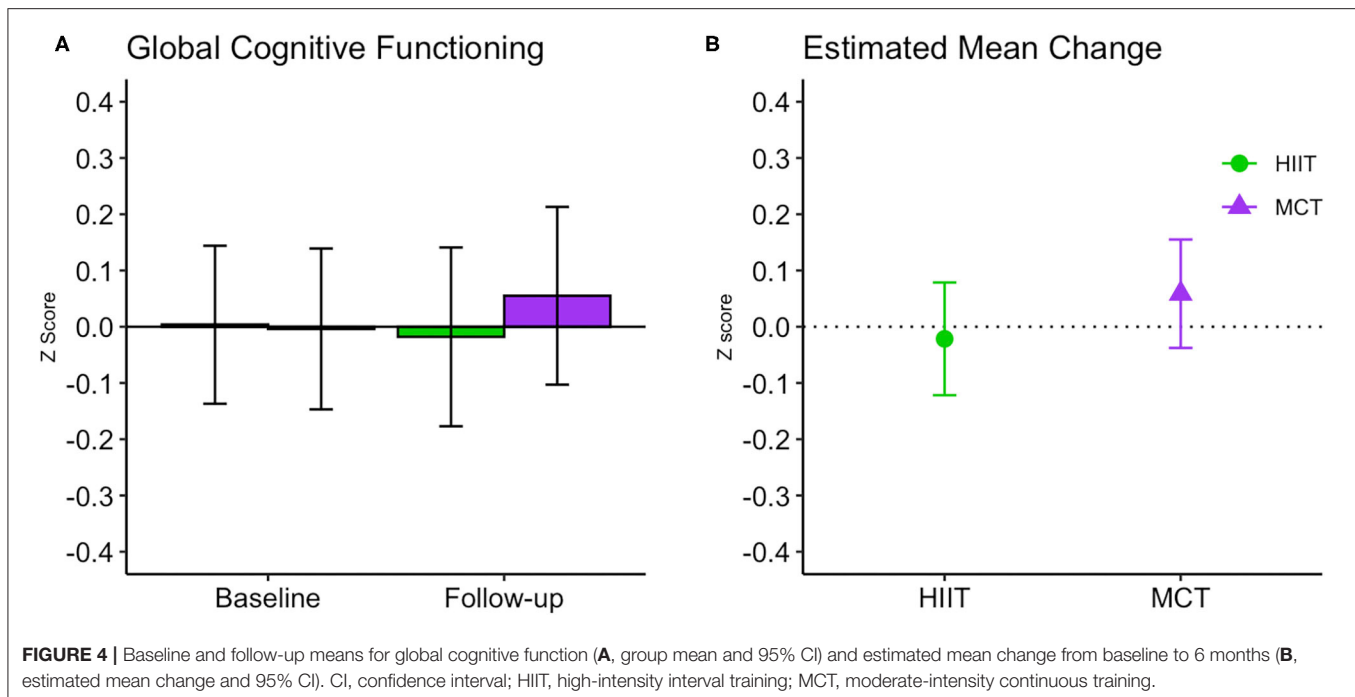 A Global Cognitive Functioning
0.4
0.3
0.2
0.1
0.0
-0.1
-0.2
-0.3
-0.4
Z Score
Baseline Follow-up
B Estimated Mean Change
0.4
0.3
0.2
0.1
0.0
-0.1
-0.2
-0.3
-0.4
Z score
HIIT
MCT
HIIT MCT
FIGURE 4 | Baseline and follow-up means for global cognitive function (A, group mean and 95% CI) and estimated mean change from baseline to 6 months (B,
estimated mean change and 95% CI). CI, confidence interval; HIIT, high-intensity interval training; MCT, moderate-intensity continuous training.